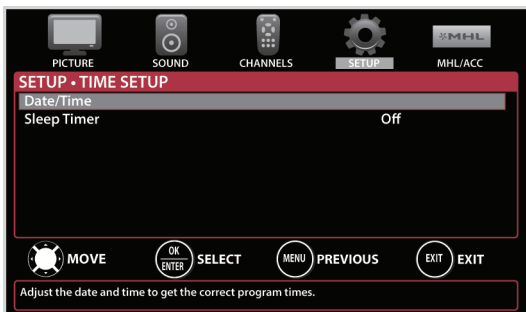 PICTURE SOUND CHANNELS SETUP MHL MHL/ACC
SETUP • TIME SETUP
Date/Time
Sleep Timer Off
MOVE OK ENTER SELECT MENU PREVIOUS EXIT EXIT
Adjust the date and time to get the correct program times.